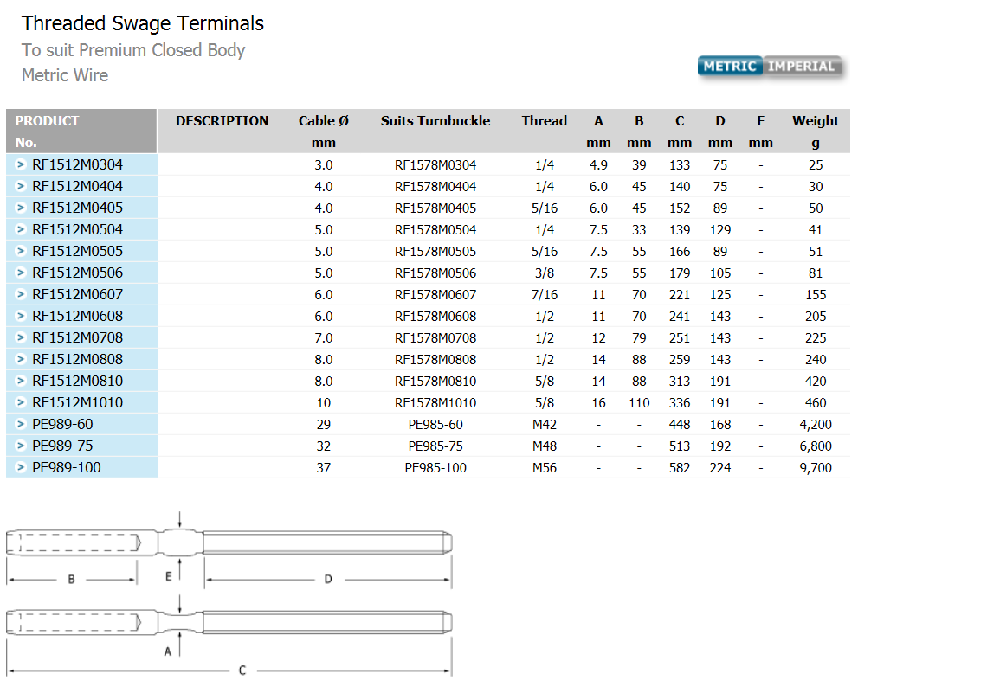 Threaded Swage Terminals
To suit Premium Closed Body
Metric Wire
METRIC IMPERIAL
PRODUCT DESCRIPTION Cable Ø Suits Turnbuckle Thread A B C D E Weight
No. mm mm mm mm mm mm g
> RF1512M0304 3.0 RF1578M0304 1/4 4.9 39 133 75 - 25
> RF1512M0404 4.0 RF1578M0404 1/4 6.0 45 140 75 - 30
> RF1512M0405 4.0 RF1578M0405 5/16 6.0 45 152 89 - 50
> RF1512M0504 5.0 RF1578M0504 1/4 7.5 33 139 129 - 41
> RF1512M0505 5.0 RF1578M0505 5/16 7.5 55 166 89 - 51
> RF1512M0506 5.0 RF1578M0506 3/8 7.5 55 179 105 - 81
> RF1512M0607 6.0 RF1578M0607 7/16 11 70 221 125 - 155
> RF1512M0608 6.0 RF1578M0608 1/2 11 70 241 143 - 205
> RF1512M0708 7.0 RF1578M0708 1/2 12 79 251 143 - 225
> RF1512M0808 8.0 RF1578M0808 1/2 14 88 259 143 - 240
> RF1512M0810 8.0 RF1578M0810 5/8 14 88 313 191 - 420
> RF1512M1010 10 RF1578M1010 5/8 16 110 336 191 - 460
> PE989-60 29 PE985-60 M42 - - 448 168 - 4,200
> PE989-75 32 PE985-75 M48 - - 513 192 - 6,800
> PE989-100 37 PE985-100 M56 - - 582 224 - 9,700
B E D
A
C